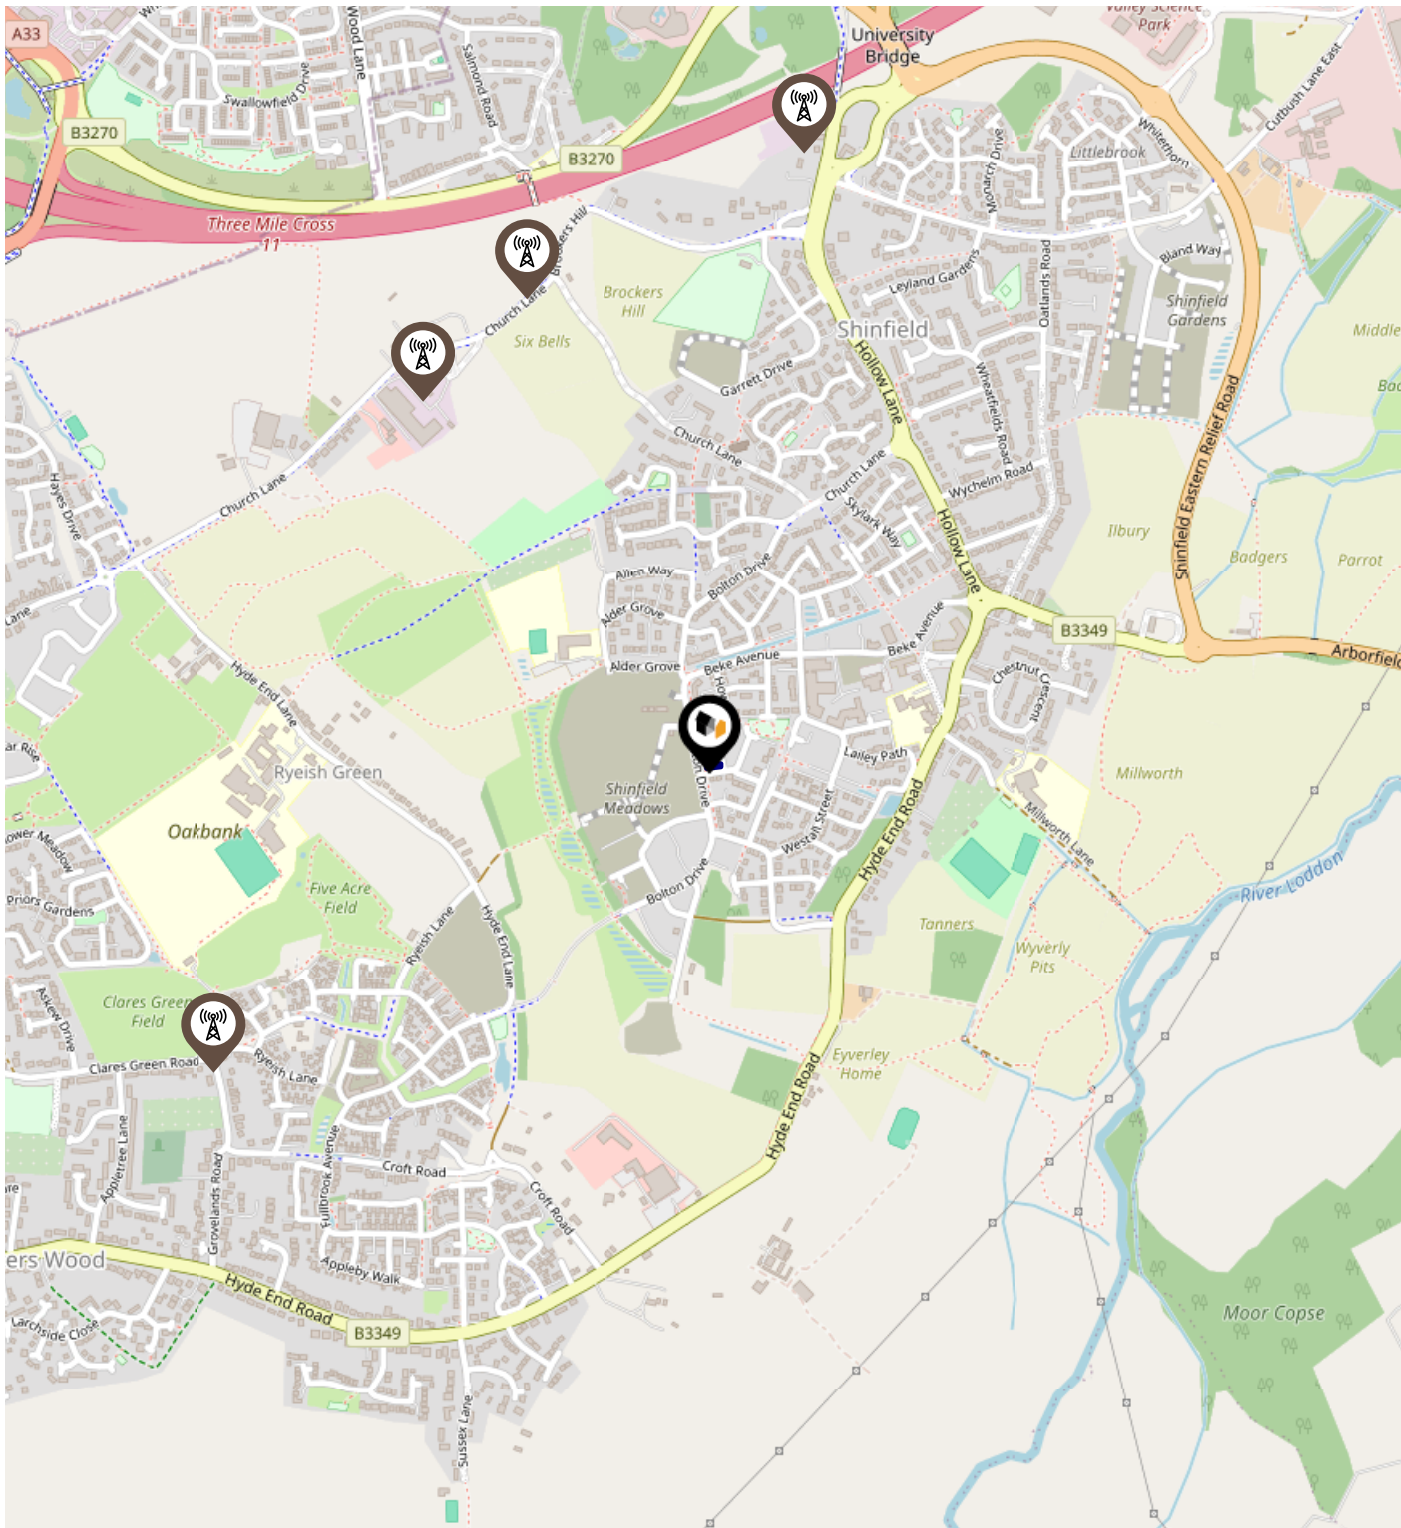 A33
Wood Lane
Salmond Road
Swallowfield Drive
B3270
B3270
University
Bridge
Valley Science
Park
Cutbush Lane East
Whitethorn
Littlebrook
Monarch Drive
Three Mile Cross
11
Brockers Hill
Church Lane
Brockers
Hill
Six Bells
Leyland Gardens
Oatlands Road
Bland Way
Shinfield
Gardens
Shinfield
Middle
Hollow Lane
Garrett Drive
Wheatfields Road
Shinfield Eastern Relief Road
Church Lane
Church Lane
Wychelm Road
Skylark Way
Hayes Drive
Church Lane
Hollow Lane
Ilbury
Badgers
Parrot
Allen Way
Bolton Drive
Alder Grove
Beke Avenue
Lane
B3349
Alder Grove
Beke Avenue
Arborfield
Hyde End Lane
Chestnut Crescent
Lailey Path
Ryeish Green
Shinfield
Meadows
Millworth
Oakbank
Westall Street
Hyde End Road
Millworth Lane
River Loddon
Bolton Drive
Five Acre
Field
Priors Gardens
Ryeish Lane
Hyde End Lane
Tanners
Wyverly
Pits
Askew Drive
Clares Green
Field
Clares Green Road
Ryeish Lane
Eyverley
Home
Hyde End Road
Appletree Lane
Grovelands Road
Fullbrook Avenue
Croft Road
Croft Road
ers Wood
Appleby Walk
Hyde End Road
B3349
Larchside Close
Moor Copse
Sussex Lane